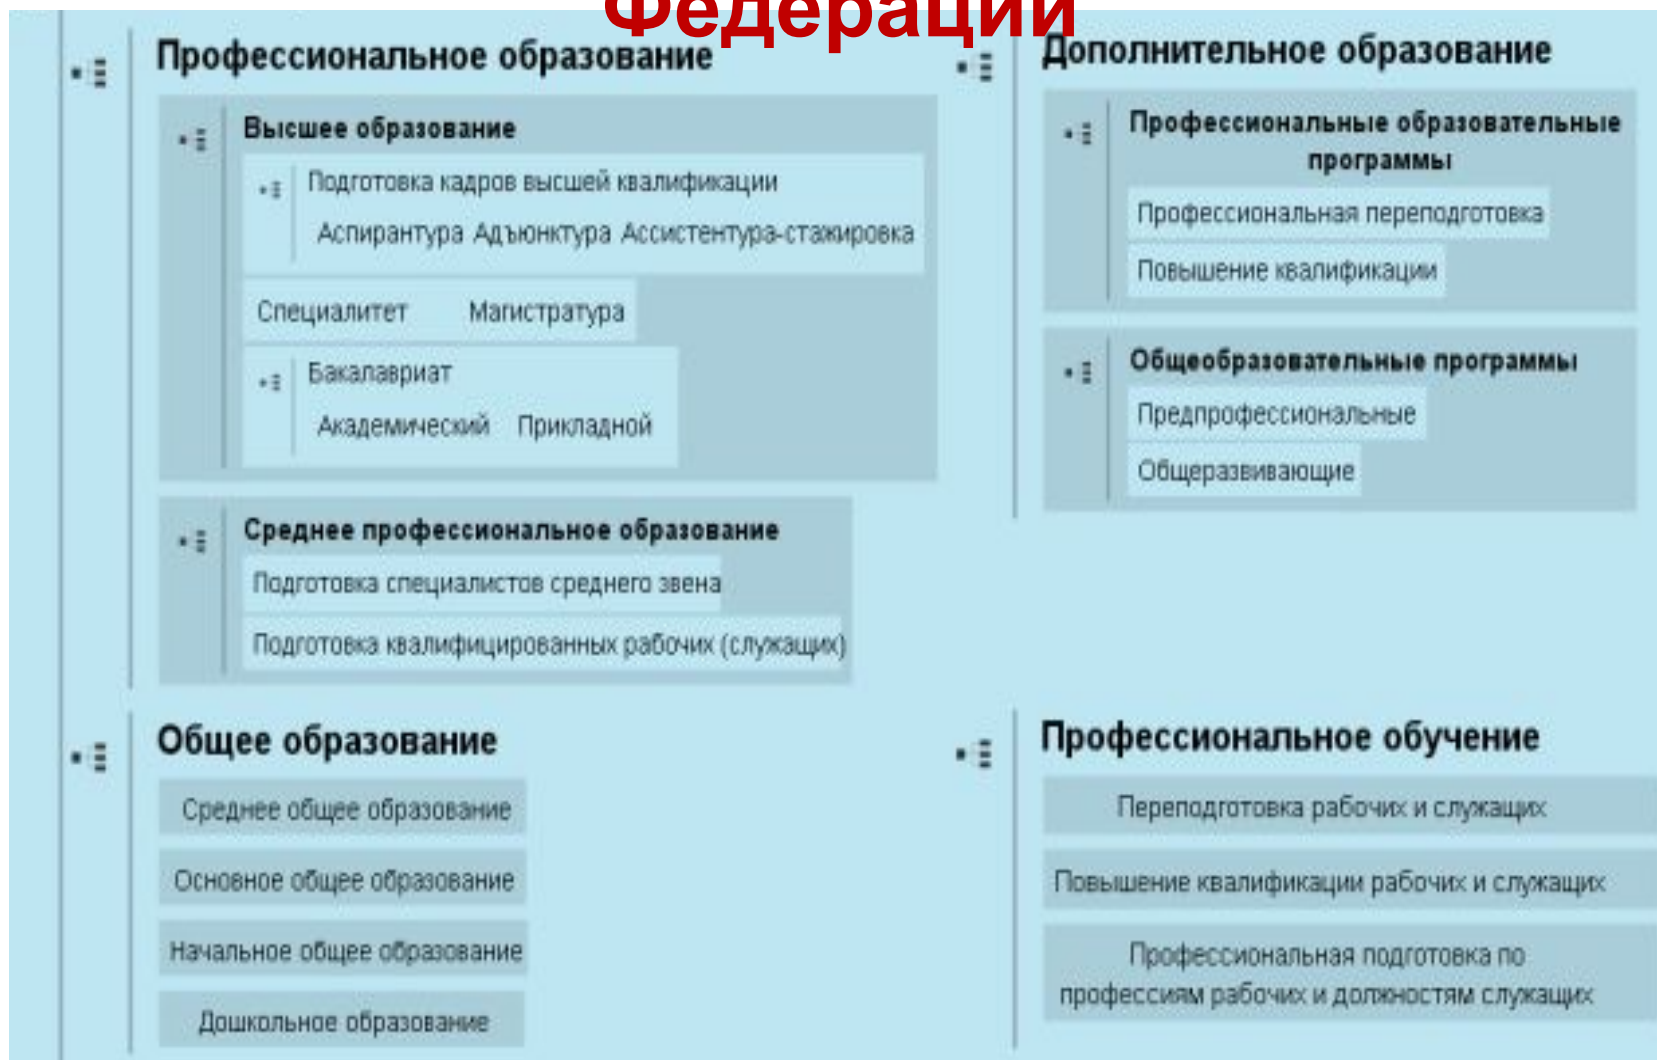 Федерации
Профессиональное образование
Высшее образование
Подготовка кадров высшей квалификации
Аспирантура Адъюнктура Ассистентура-стажировка
Специалитет Магистратура
Бакалавриат
Академический Прикладной
Среднее профессиональное образование
Подготовка специалистов среднего звена
Подготовка квалифицированных рабочих (служащих)
Дополнительное образование
Профессиональные образовательные
программы
Профессиональная переподготовка
Повышение квалификации
Общеобразовательные программы
Предпрофессиональные
Общеразвивающие
Общее образование
Среднее общее образование
Основное общее образование
Начальное общее образование
Дошкольное образование
Профессиональное обучение
Переподготовка рабочих и служащих
Повышение квалификации рабочих и служащих
Профессиональная подготовка по
профессиям рабочих и должностям служащих